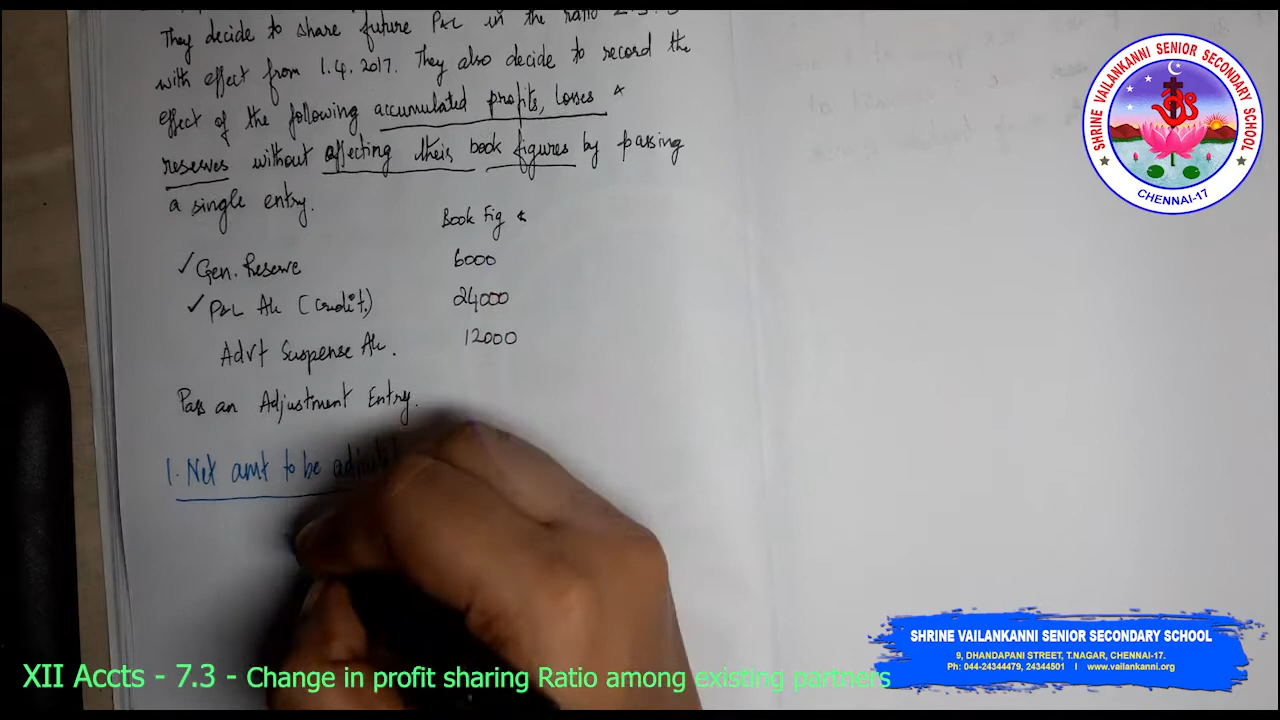 They decide to share future P&L in the ratio
with effect from 1.4.2017. They also decide to record the
effect of the following accumulated profits, losses &
reserves without affecting their book figures by passing
a single entry.
Book Fig
✓ Gen. Reserve 6000
✓ P&L A/c (Credit) 24000
Advt Suspense A/c. 12000
Pass an Adjustment Entry.
1. Net amt to be
SHRINE VAILANKANNI SENIOR SECONDARY SCHOOL
CHENNAI-17
SHRINE VAILANKANNI SENIOR SECONDARY SCHOOL
9, DHANDAPANI STREET, T.NAGAR, CHENNAI-17.
Ph: 044-24344479, 24344501 I www.vailankanni.org
XII Accts - 7.3 - Change in profit sharing Ratio among existing partners